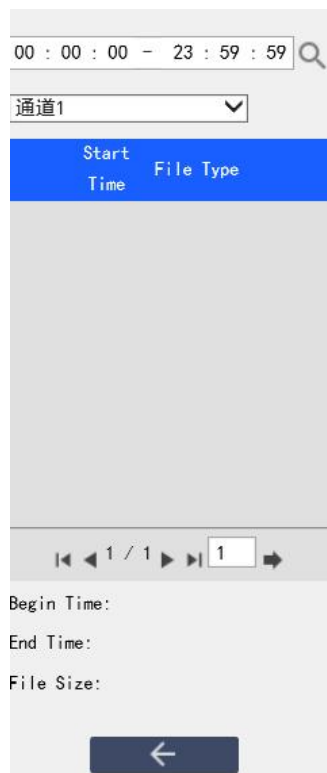 00 : 00 : 00 - 23 : 59 : 59
通道1
Start
Time
File Type
1 / 1
1
Begin Time:
End Time:
File Size: